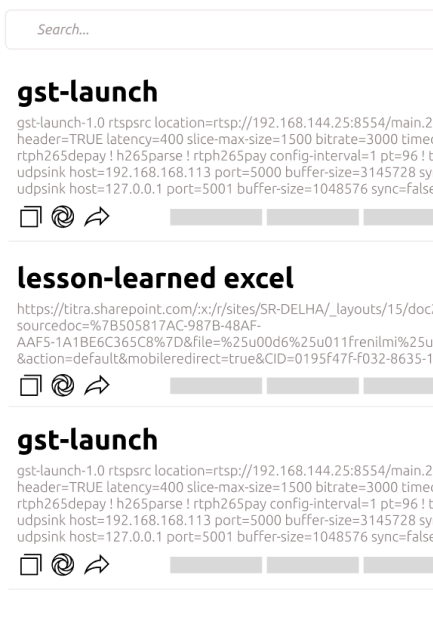 Search...
gst-launch
gst-launch-1.0 rtspsrc location=rtsp://192.168.144.25:8554/main.2
header=TRUE latency=400 slice-max-size=1500 bitrate=3000 timeo
rtph265depay ! h265parse ! rtph265pay config-interval=1 pt=96 ! t
udpsink host=192.168.168.113 port=5000 buffer-size=3145728 sy
udpsink host=127.0.0.1 port=5001 buffer-size=1048576 sync=false
lesson-learned excel
https://titra.sharepoint.com/:x:/r/sites/SR-DELHA/_layouts/15/doc2
sourcedoc=%7B505817AC-987B-48AF-
AAF5-1A1BE6C365C8%7D&file=%25u00d6%25u011frenilmi%25u
&action=default&mobileredirect=true&CID=0195f47f-f032-8635-1
gst-launch
gst-launch-1.0 rtspsrc location=rtsp://192.168.144.25:8554/main.2
header=TRUE latency=400 slice-max-size=1500 bitrate=3000 timeo
rtph265depay ! h265parse ! rtph265pay config-interval=1 pt=96 ! t
udpsink host=192.168.168.113 port=5000 buffer-size=3145728 sy
udpsink host=127.0.0.1 port=5001 buffer-size=1048576 sync=false